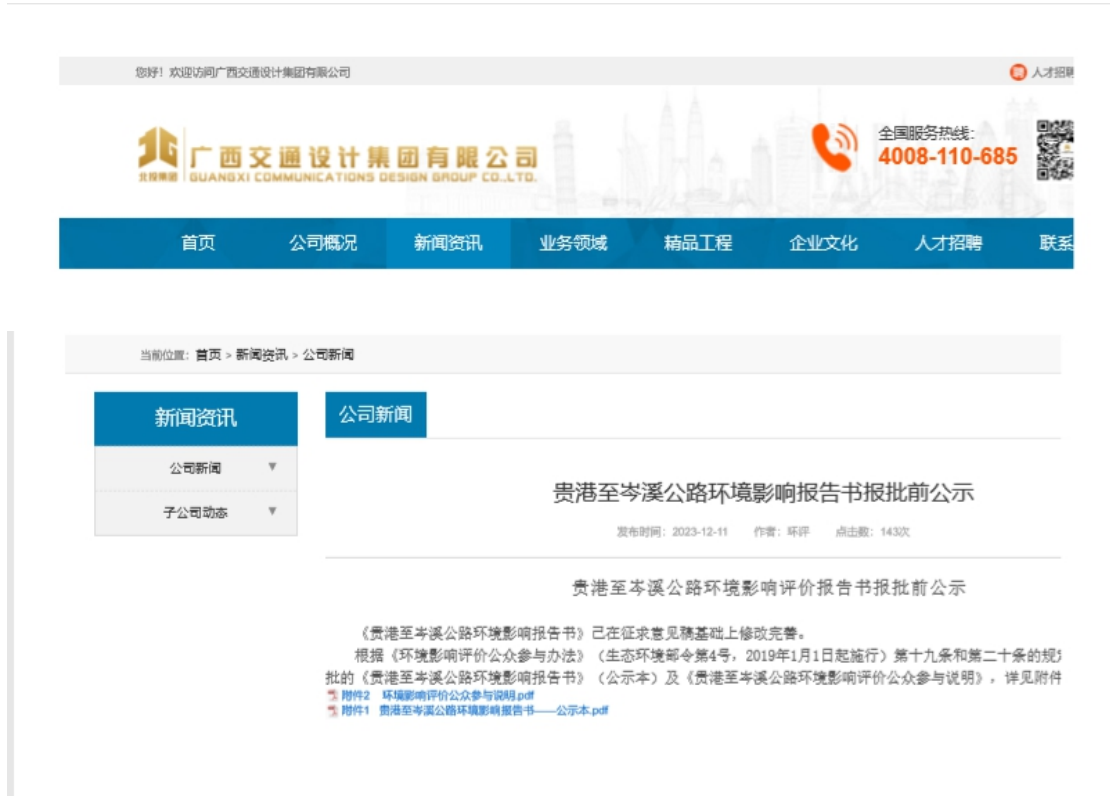 您好！欢迎访问广西交通设计集团有限公司
人才招聘
北投集团
广西交通设计集团有限公司
GUANGXI COMMUNICATIONS DESIGN GROUP CO.,LTD.
全国服务热线：
4008-110-685
首页 公司概况 新闻资讯 业务领域 精品工程 企业文化 人才招聘 联系
当前位置：首页 > 新闻资讯 > 公司新闻
新闻资讯
公司新闻
子公司动态
公司新闻
贵港至岑溪公路环境影响报告书报批前公示
发布时间：2023-12-11 作者：环评 点击数：143次
贵港至岑溪公路环境影响评价报告书报批前公示
《贵港至岑溪公路环境影响报告书》已在征求意见稿基础上修改完善。
根据《环境影响评价公众参与办法》（生态环境部令第4号，2019年1月1日起施行）第十九条和第二十条的规
批的《贵港至岑溪公路环境影响报告书》（公示本）及《贵港至岑溪公路环境影响评价公众参与说明》，详见附件
附件2 环境影响评价公众参与说明.pdf
附件1 贵港至岑溪公路环境影响报告书——公示本.pdf